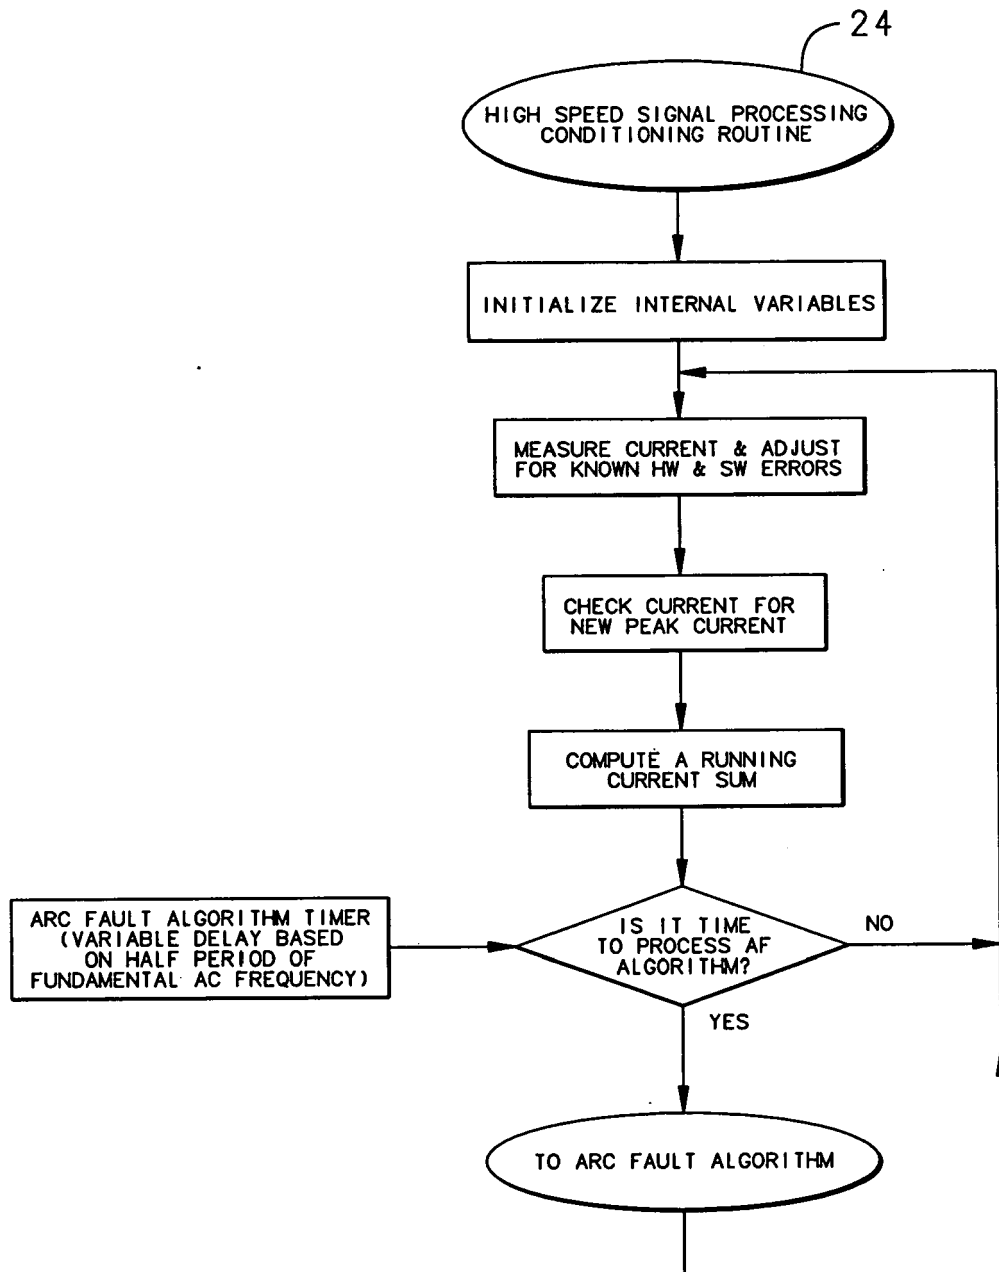 24
HIGH SPEED SIGNAL PROCESSING
CONDITIONING ROUTINE
INITIALIZE INTERNAL VARIABLES
MEASURE CURRENT & ADJUST
FOR KNOWN HW & SW ERRORS
CHECK CURRENT FOR
NEW PEAK CURRENT
COMPUTE A RUNNING
CURRENT SUM
ARC FAULT ALGORITHM TIMER
(VARIABLE DELAY BASED
ON HALF PERIOD OF
FUNDAMENTAL AC FREQUENCY)
IS IT TIME
TO PROCESS AF
ALGORITHM?
NO
YES
TO ARC FAULT ALGORITHM